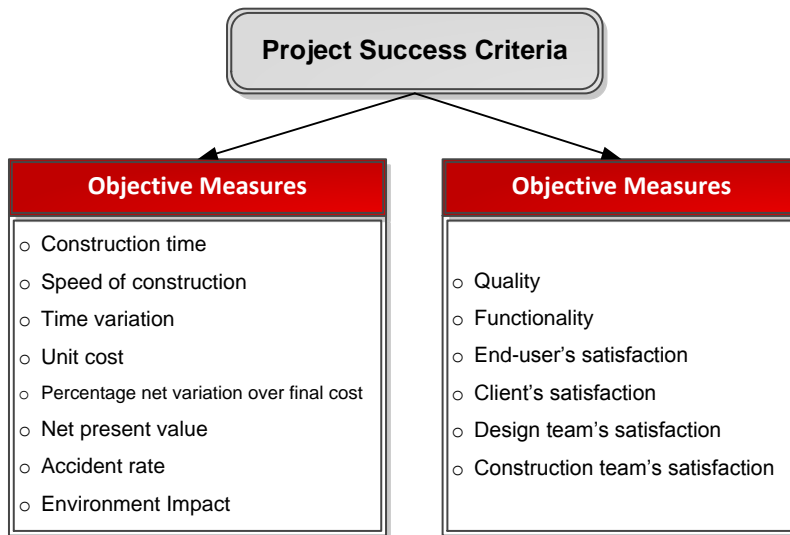 Project Success Criteria
Objective Measures
○ Construction time
○ Speed of construction
○ Time variation
○ Unit cost
○ Percentage net variation over final cost
○ Net present value
○ Accident rate
○ Environment Impact
Objective Measures
○ Quality
○ Functionality
○ End-user’s satisfaction
○ Client’s satisfaction
○ Design team’s satisfaction
○ Construction team’s satisfaction